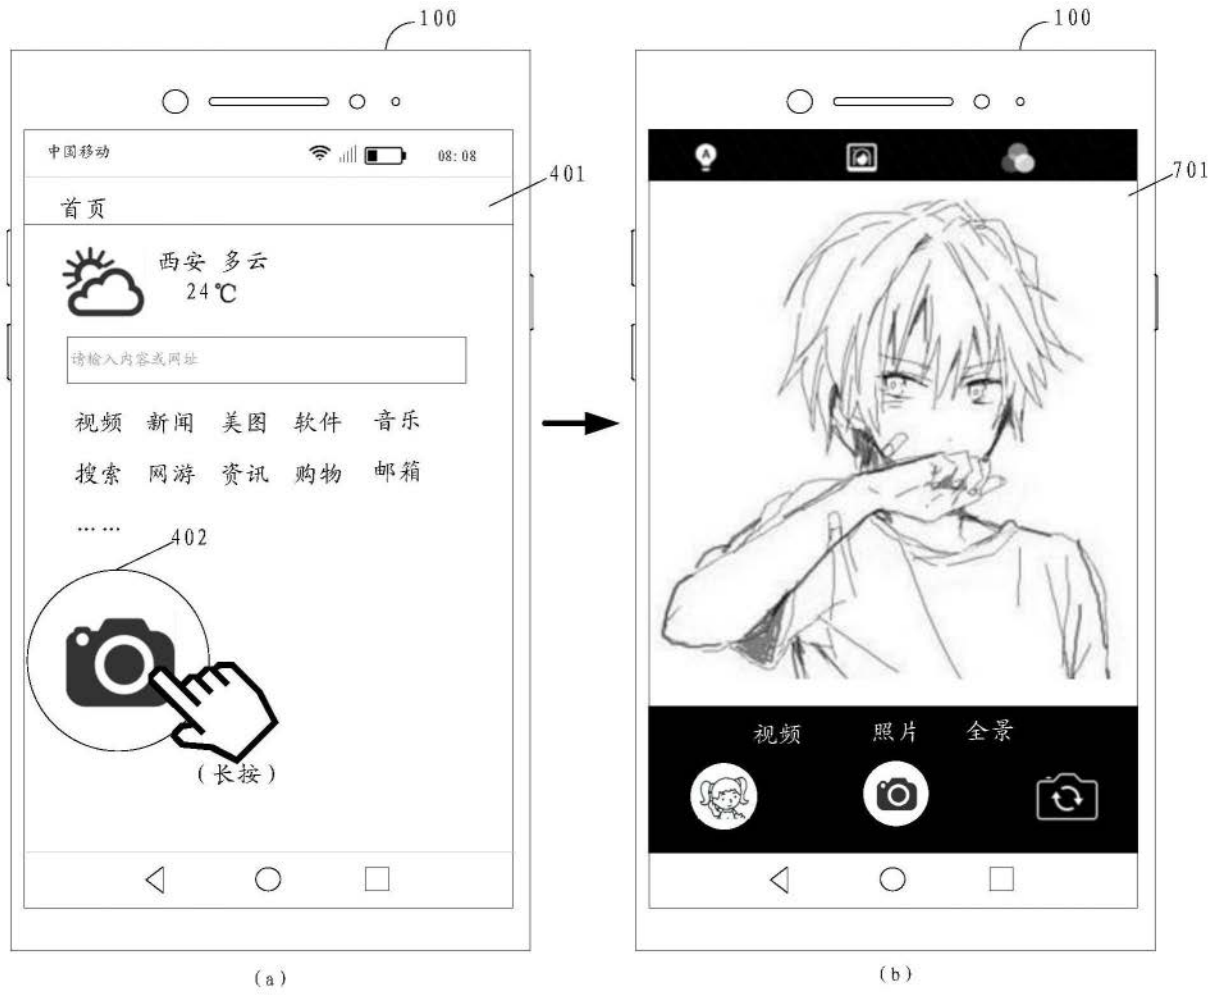 100
中国移动
08:08
401
首页
西安 多云
24℃
请输入内容或网址
视频 新闻 美图 软件 音乐
搜索 网游 资讯 购物 邮箱
……
402
(长按)
(a)
100
A
701
视频 照片 全景
(b)